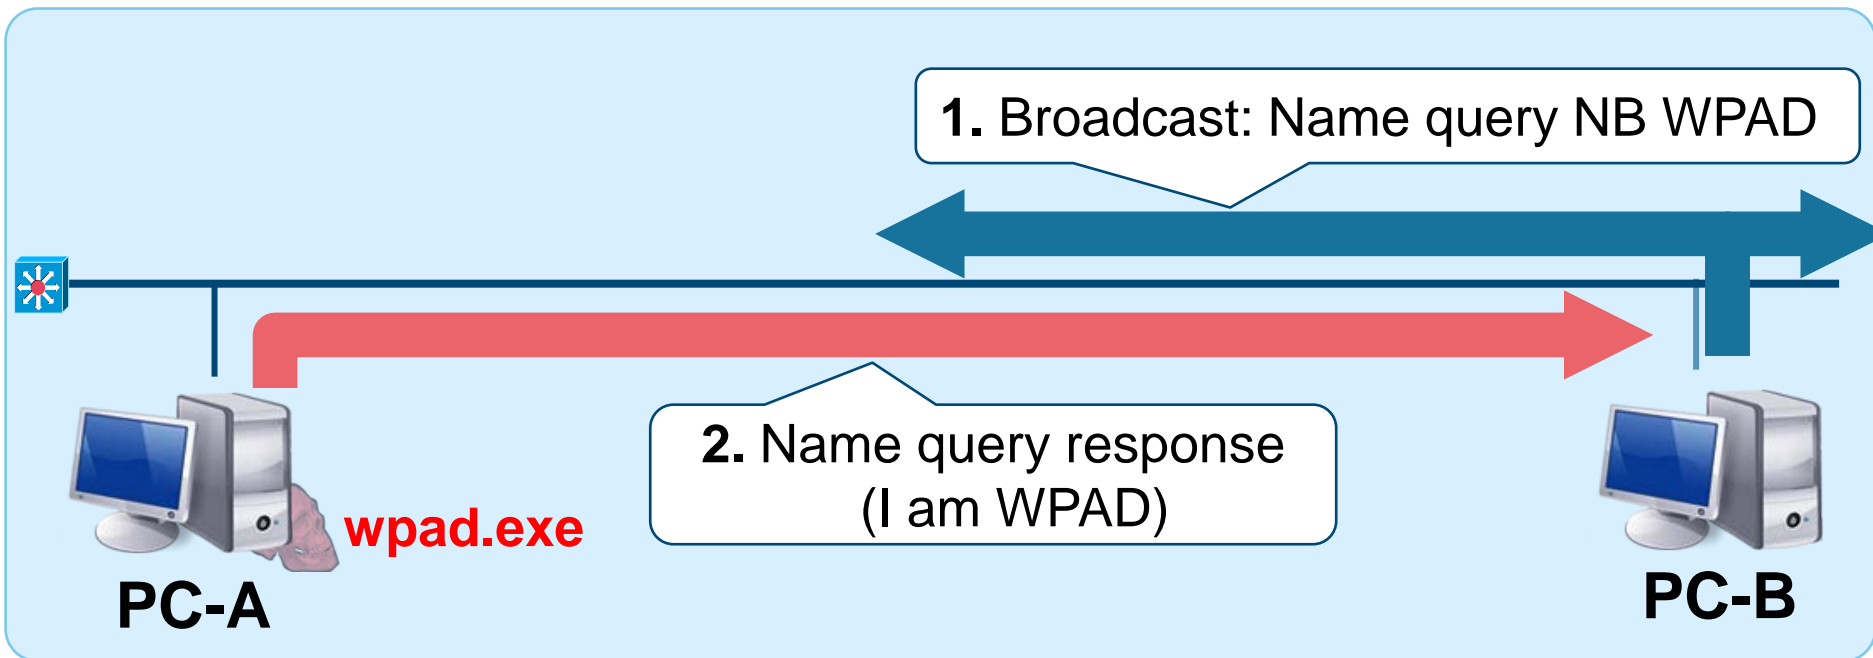 1. Broadcast: Name query NB WPAD
2. Name query response
(I am WPAD)
wpad.exe
PC-A
PC-B